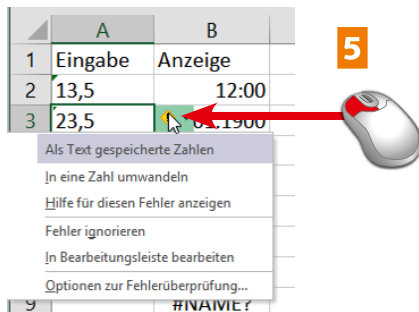 A B
1 Eingabe Anzeige
2 13,5 12:00
3 23,5 .1900
Als Text gespeicherte Zahlen
In eine Zahl umwandeln
Hilfe für diesen Fehler anzeigen
Fehler ignorieren
In Bearbeitungsleiste bearbeiten
Optionen zur Fehlerüberprüfung...
9 #NAME?
5